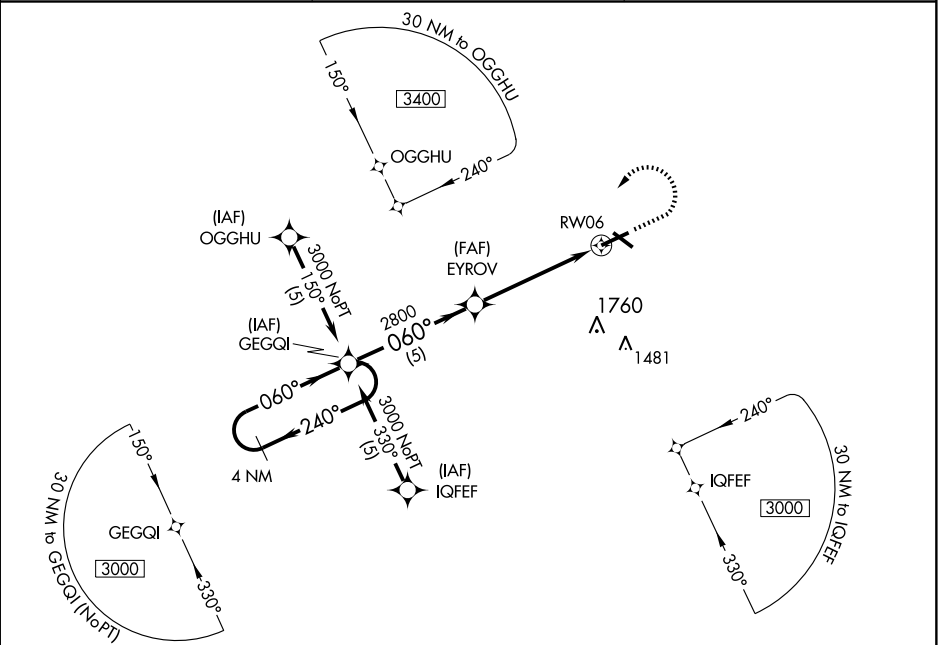 30 NM to OGGHU
150°
3400
OGGHU
240°
RW06
(IAF)
OGGHU
3000 NoPT
150°
(5)
(FAF)
EYROV
1760
1481
(IAF)
GEGQI
2800
060°
(5)
060°
240°
4 NM
3000 NoPT
330°
(5)
(IAF)
IQFEF
150°
GEGQI
3000
330°
30 NM to GEGQI (NoPT)
240°
IQFEF
3000
330°
30 NM to IQFEF